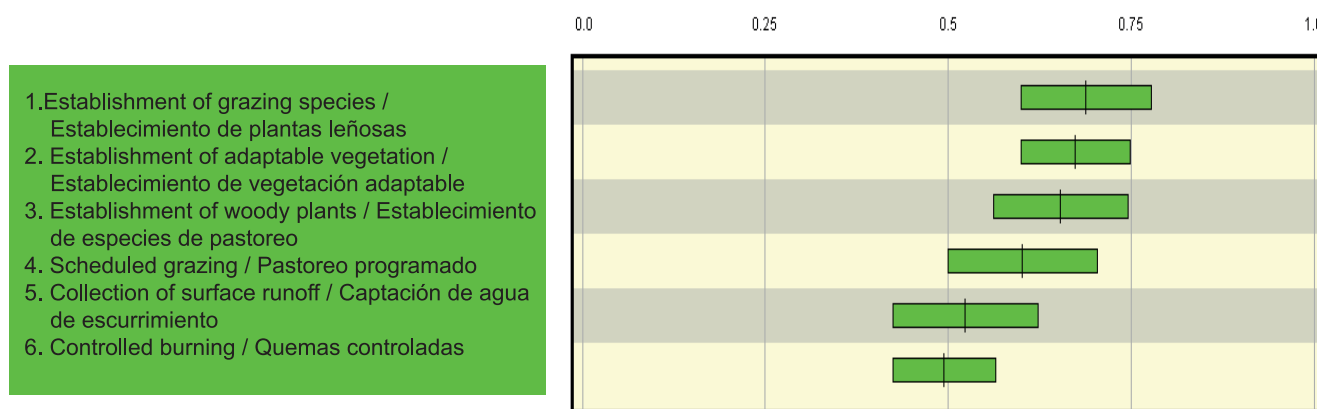 0.0 0.25 0.5 0.75 1.0
1.Establishment of grazing species /
Establecimiento de plantas leñosas
2. Establishment of adaptable vegetation /
Establecimiento de vegetación adaptable
3. Establishment of woody plants / Establecimiento
de especies de pastoreo
4. Scheduled grazing / Pastoreo programado
5. Collection of surface runoff / Captación de agua
de escurrimiento
6. Controlled burning / Quemas controladas